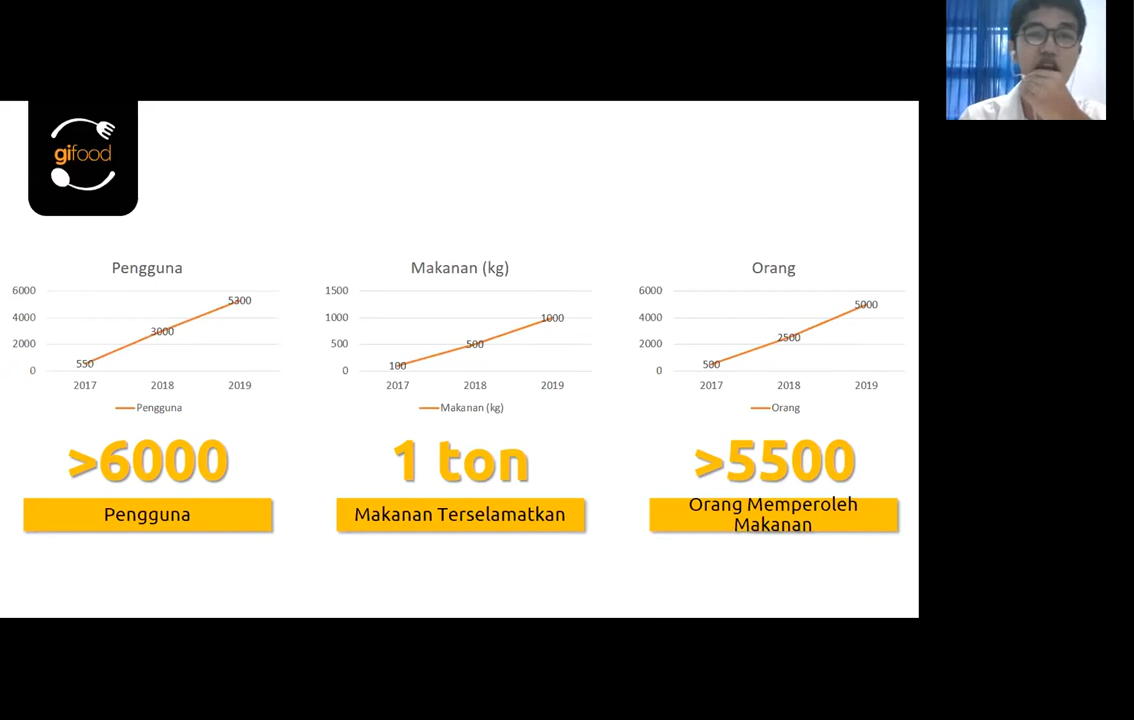 gifood
Pengguna
6000
4000
2000
0
550
3000
5300
2017 2018 2019
Pengguna
>6000
Pengguna
Makanan (kg)
1500
1000
500
0
100
500
1000
2017 2018 2019
Makanan (kg)
1 ton
Makanan Terselamatkan
Orang
6000
4000
2000
0
500
2500
5000
2017 2018 2019
Orang
>5500
Orang Memperoleh
Makanan